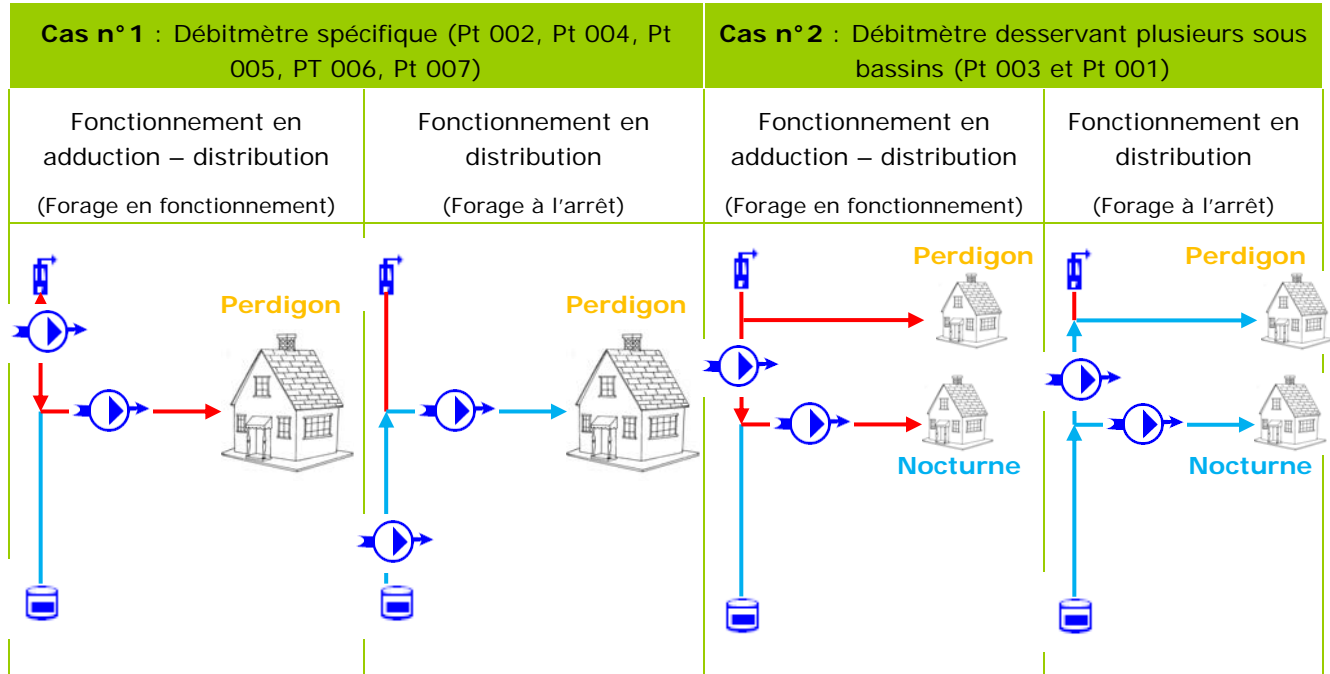 Cas n°1 : Débitmètre spécifique (Pt 002, Pt 004, Pt
005, PT 006, Pt 007)
Cas n°2 : Débitmètre desservant plusieurs sous
bassins (Pt 003 et Pt 001)
Fonctionnement en
adduction – distribution
(Forage en fonctionnement)
Fonctionnement en
distribution
(Forage à l'arrêt)
Fonctionnement en
adduction – distribution
(Forage en fonctionnement)
Fonctionnement en
distribution
(Forage à l'arrêt)
Perdigon
Perdigon
Perdigon
Nocturne
Perdigon
Nocturne